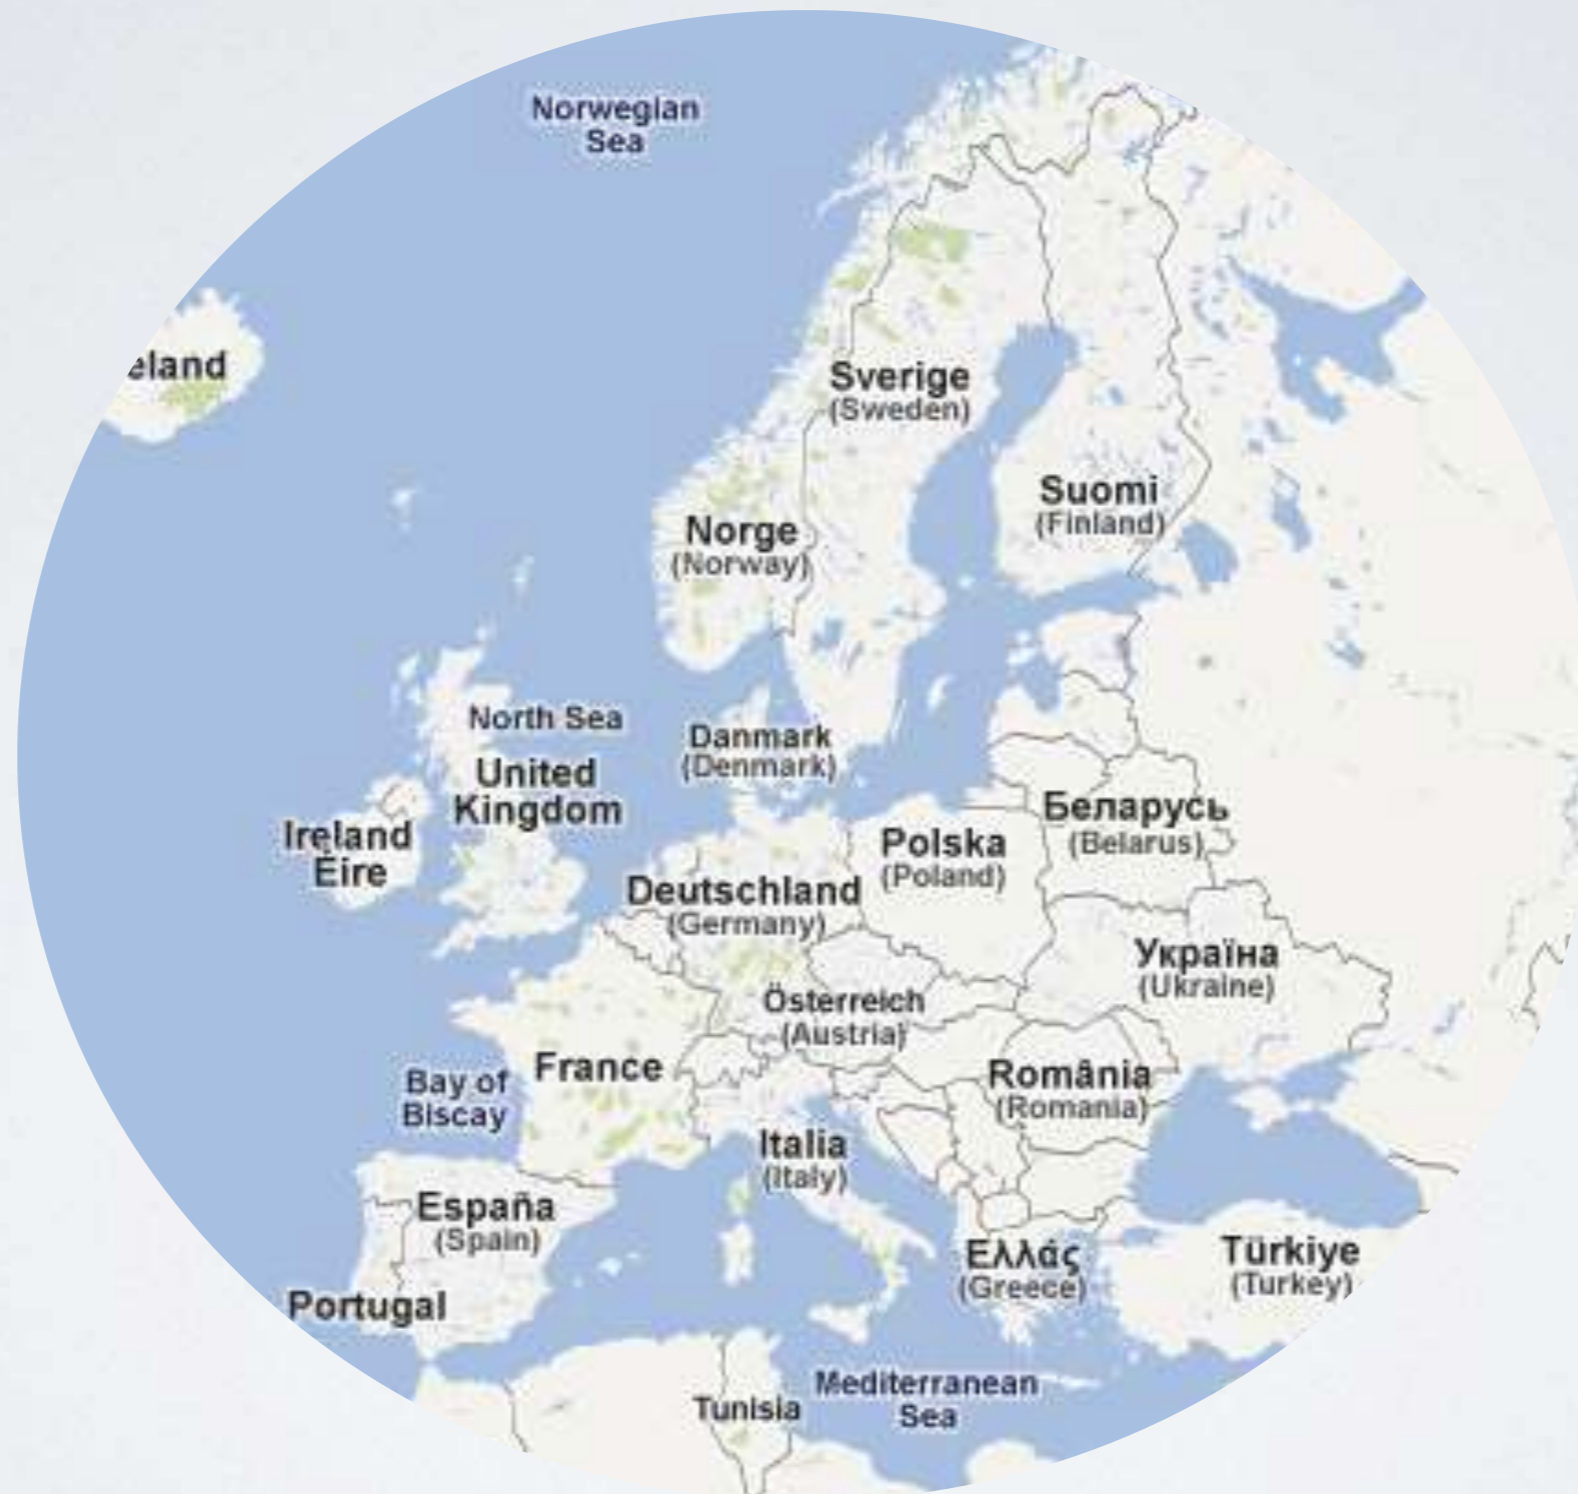 Norwegian
Sea
eland
Sverige
(Sweden)
Suomi
(Finland)
Norge
(Norway)
North Sea
Danmark
(Denmark)
United
Kingdom
Ireland
Éire
Беларусь
(Belarus)
Polska
(Poland)
Deutschland
(Germany)
Україна
(Ukraine)
Österreich
(Austria)
France
Bay of
Biscay
România
(Romania)
Italia
(Italy)
España
(Spain)
Ελλάς
(Greece)
Türkiye
(Turkey)
Portugal
Mediterranean
Sea
Tunisia